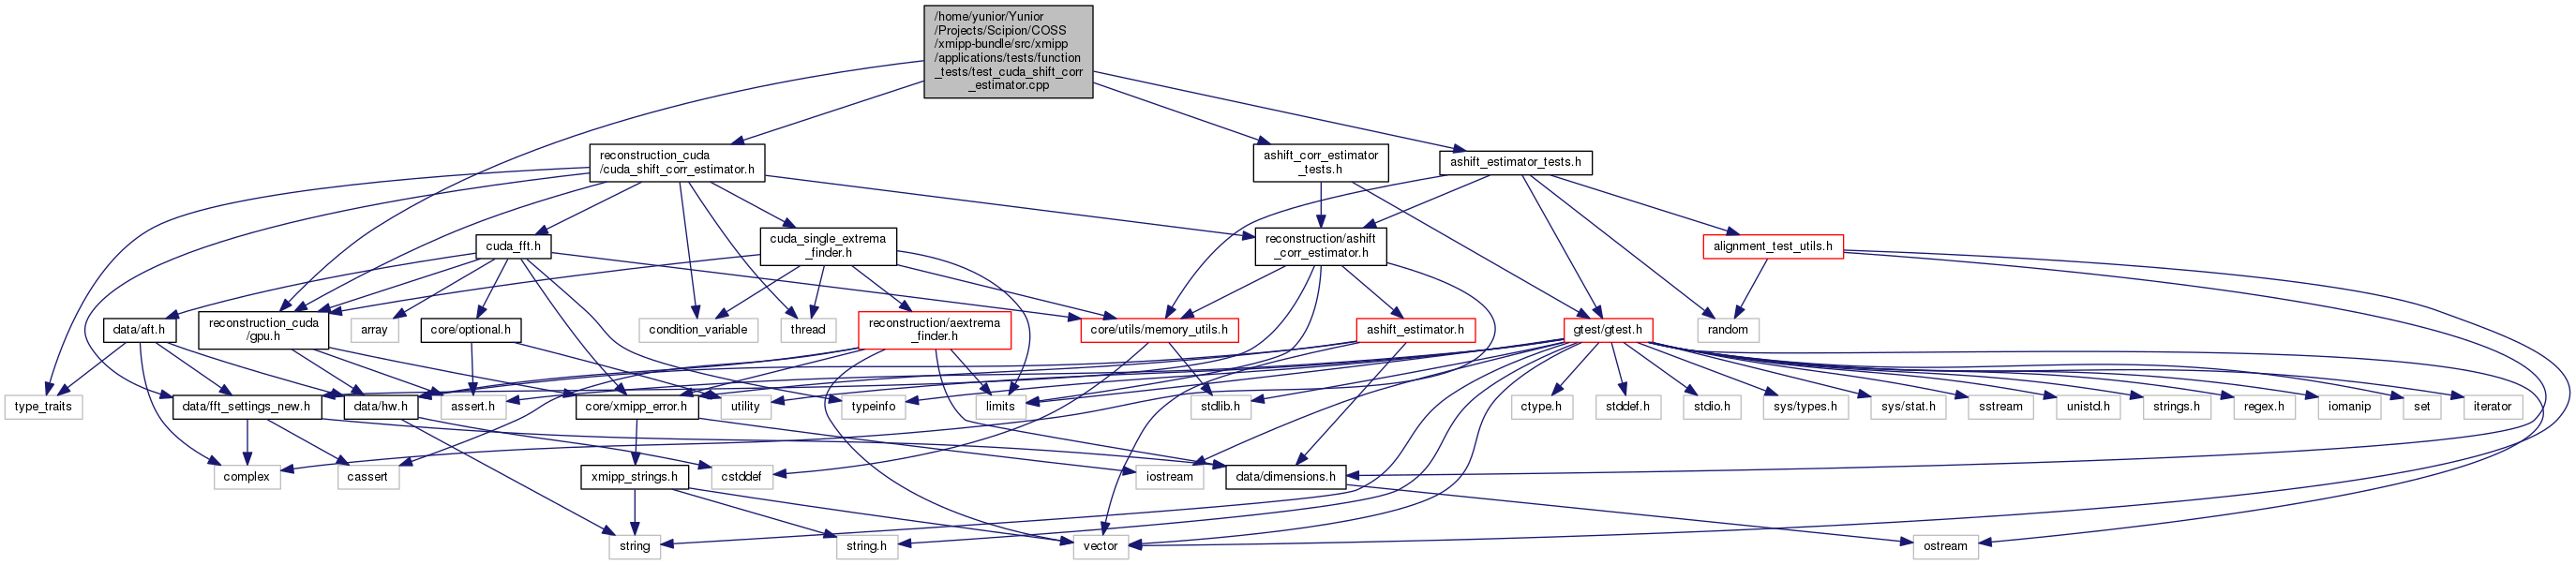 /home/yunior/Yunior
/Projects/Scipion/COSS
/xmipp-bundle/src/xmipp
/applications/tests/function
_tests/test_cuda_shift_corr
_estimator.cpp
reconstruction_cuda
/cuda_shift_corr_estimator.h
ashift_corr_estimator
_tests.h
ashift_estimator_tests.h
cuda_fft.h
cuda_single_extrema
_finder.h
reconstruction/ashift
_corr_estimator.h
alignment_test_utils.h
data/aft.h
reconstruction_cuda
/gpu.h
array
core/optional.h
condition_variable
thread
reconstruction/aextrema
_finder.h
core/utils/memory_utils.h
ashift_estimator.h
gtest/gtest.h
random
type_traits
data/fft_settings_new.h
data/hw.h
assert.h
core/xmipp_error.h
utility
typeinfo
limits
stdlib.h
ctype.h
stddef.h
stdio.h
sys/types.h
sys/stat.h
sstream
unistd.h
strings.h
regex.h
iomanip
set
iterator
complex
cassert
xmipp_strings.h
cstddef
iostream
data/dimensions.h
string
string.h
vector
ostream